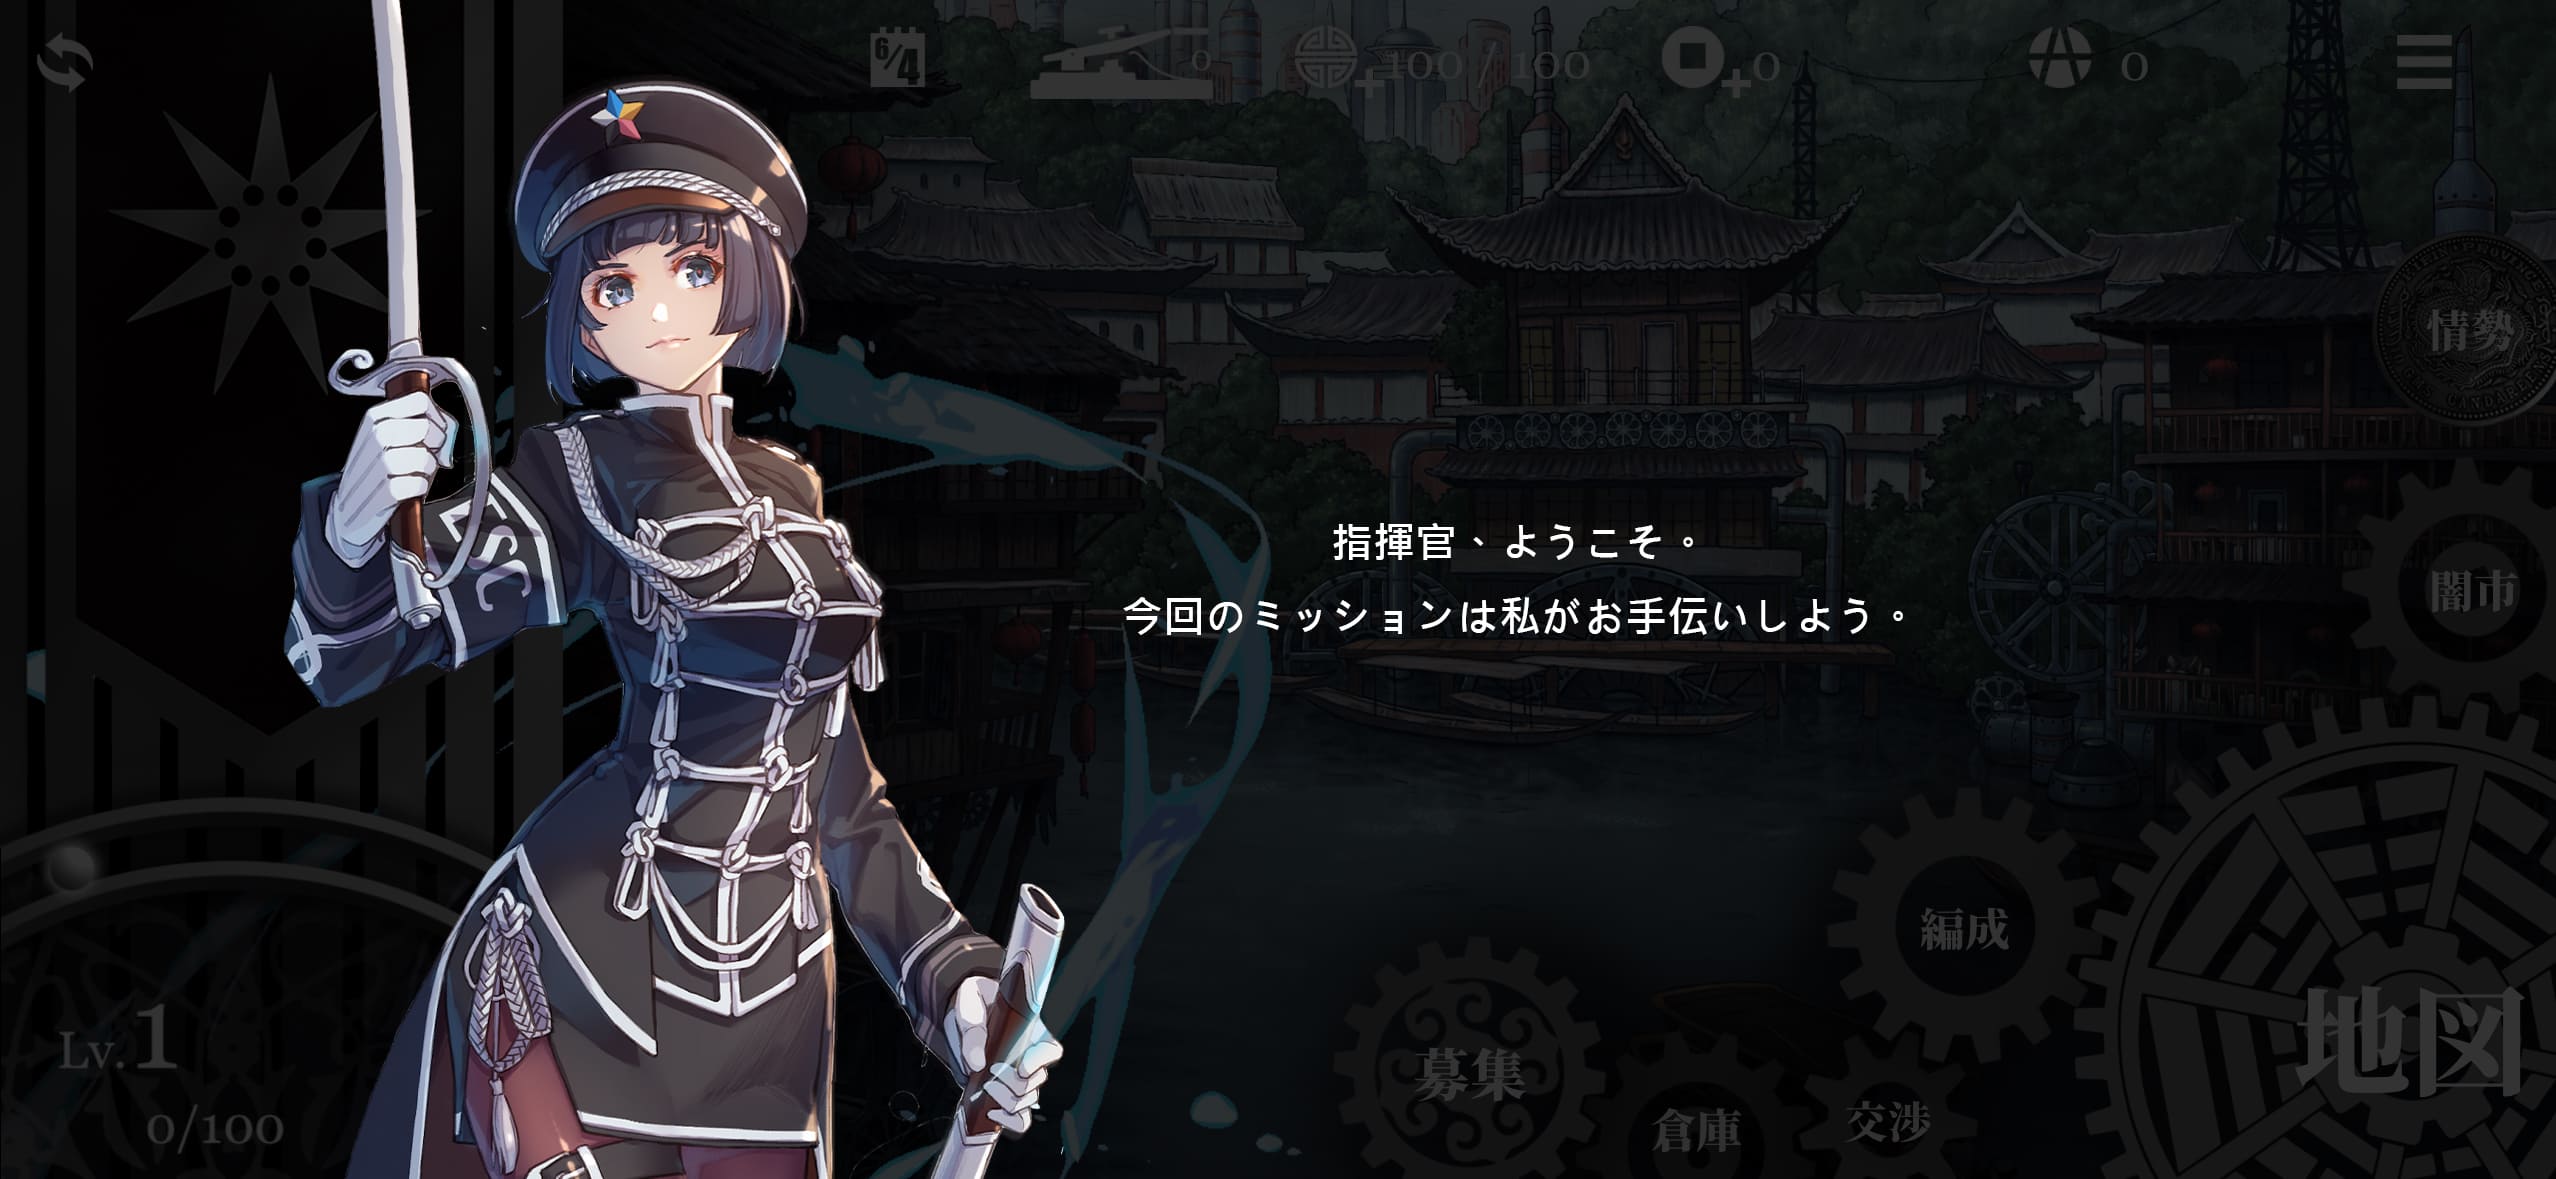 6/4
0
100 / 100
0
0
情勢
ESC
指揮官、ようこそ。
今回のミッションは私がお手伝いしよう。
闇市
編成
地図
募集
倉庫
交渉
Lv.1
0/100